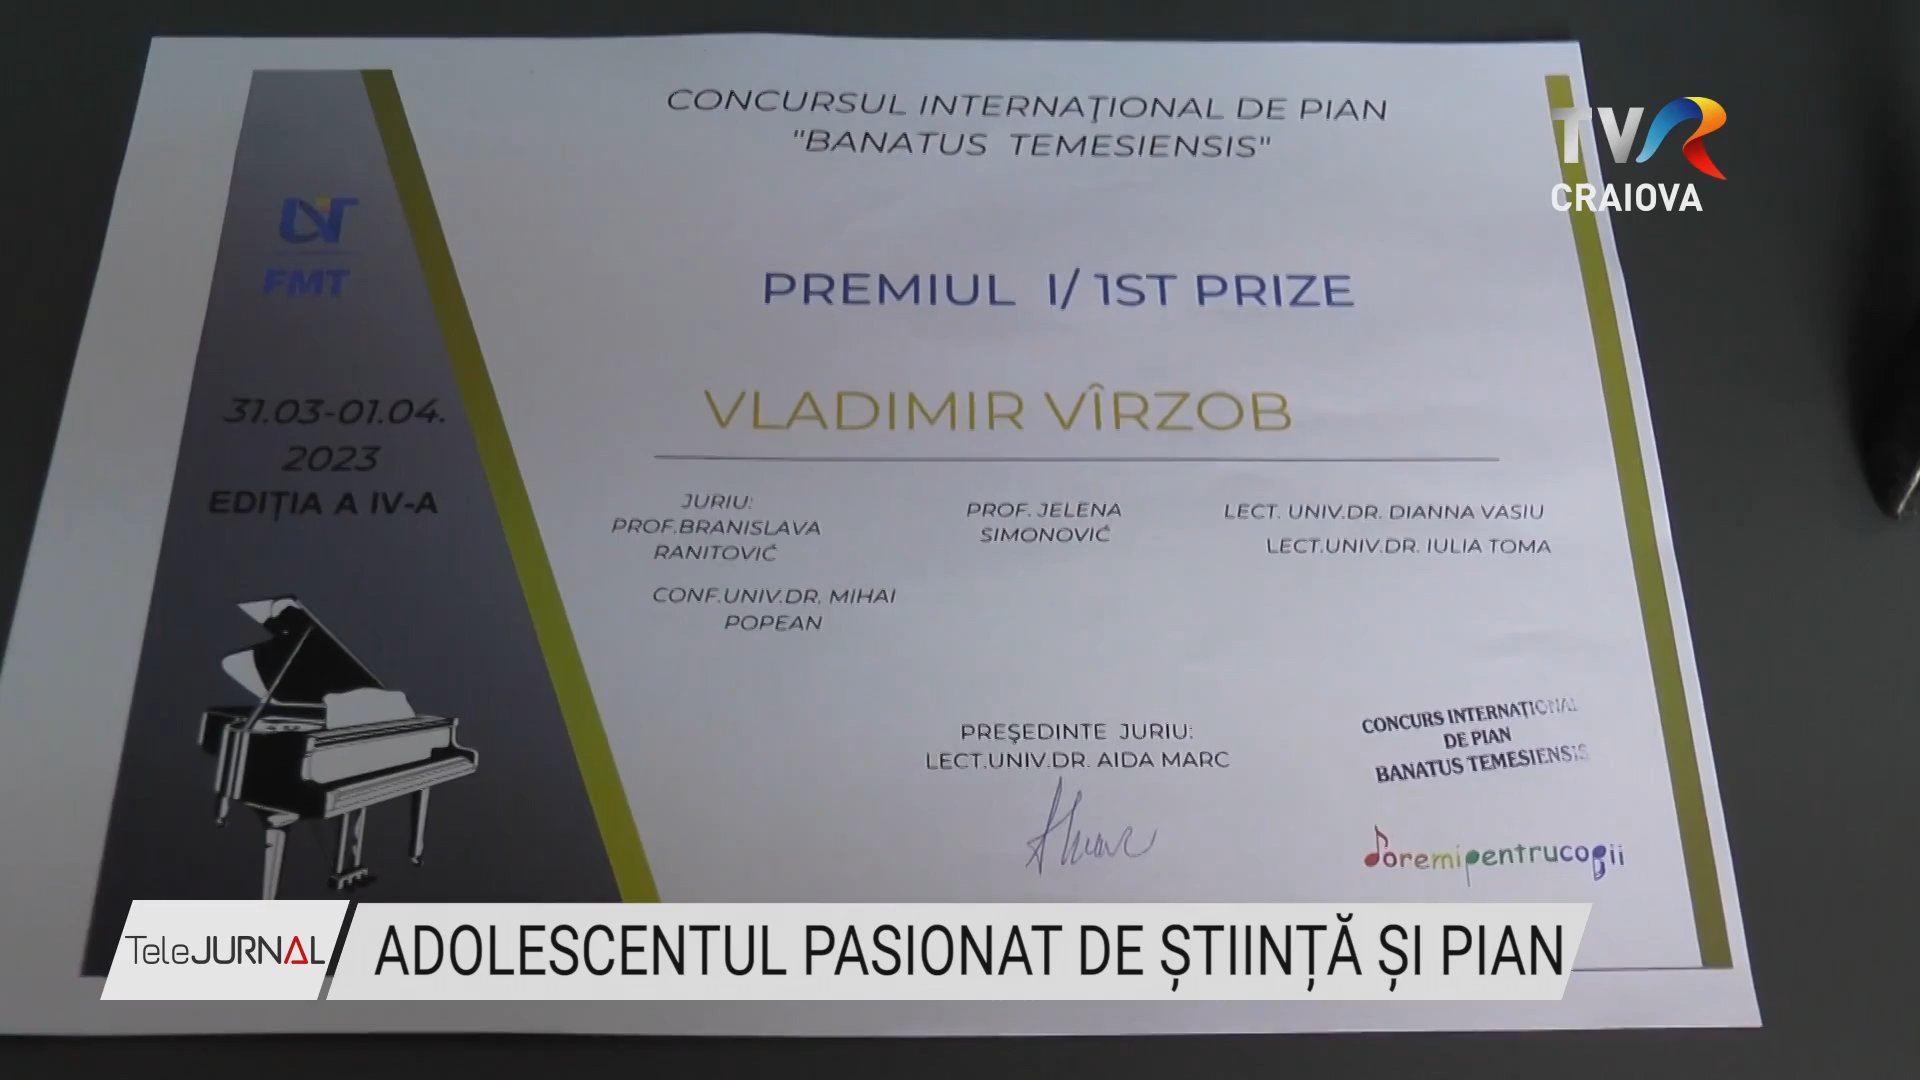 CONCURSUL INTERNAŢIONAL DE PIAN
"BANATUS TEMESIENSIS"
TVR
CRAIOVA
UVT
FMT
PREMIUL I/ 1ST PRIZE
VLADIMIR VÎRZOB
31.03-01.04.
2023
EDIȚIA A IV-A
JURIU:
PROF.BRANISLAVA
RANITOVIĆ
CONF.UNIV.DR. MIHAI
POPEAN
PROF. JELENA
SIMONOVIĆ
LECT. UNIV.DR. DIANNA VASIU
LECT.UNIV.DR. IULIA TOMA
PREŞEDINTE JURIU:
LECT.UNIV.DR. AIDA MARC
CONCURS INTERNAȚIONAL
DE PIAN
BANATUS TEMESIENSIS
doremipentrucopii
TeleJURNAL
ADOLESCENTUL PASIONAT DE ȘTIINȚĂ ȘI PIAN